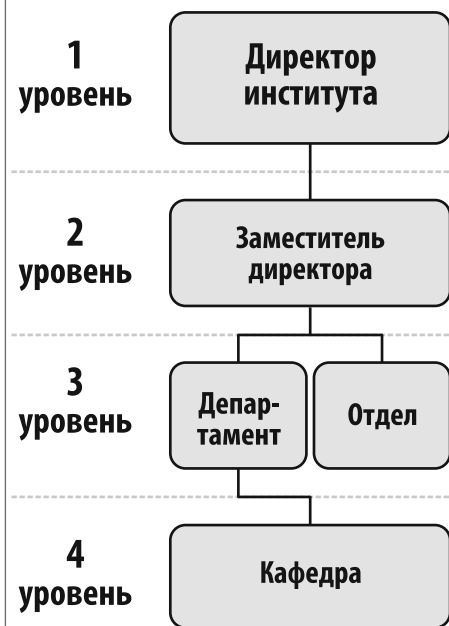 1
уровень
Директор
института
2
уровень
Заместитель
директора
3
уровень
Депар-
тамент
Отдел
4
уровень
Кафедра